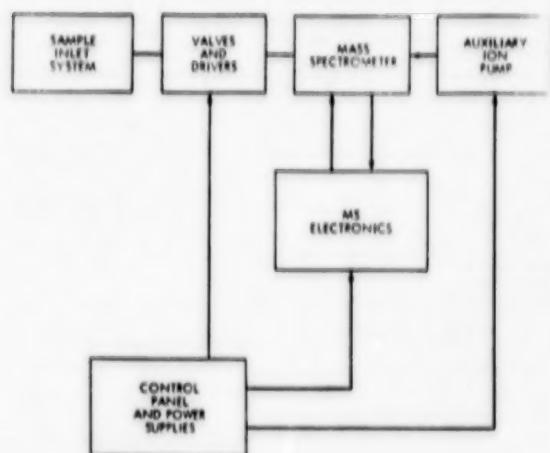 SAMPLE
INLET
SYSTEM
VALVES
AND
DRIVERS
MASS
SPECTROMETER
AUXILIARY
ION
PUMP
MS
ELECTRONICS
CONTROL
PANEL
AND POWER
SUPPLIES